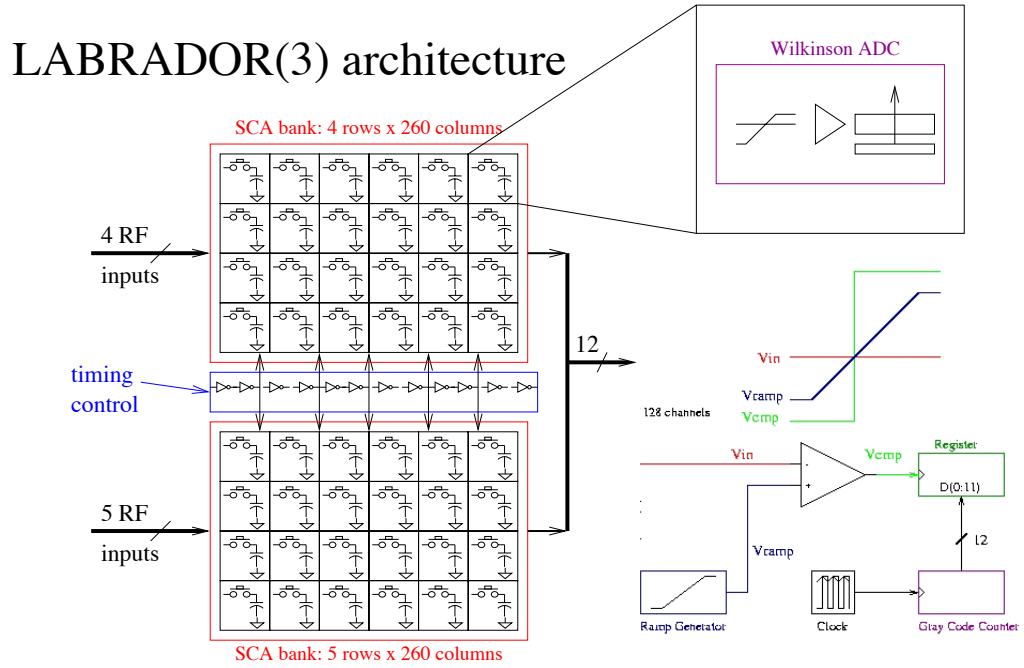 LABRADOR(3) architecture
Wilkinson ADC
SCA bank: 4 rows x 260 columns
4 RF
inputs
12
timing
control
5 RF
inputs
SCA bank: 5 rows x 260 columns
Vin
Vramp
Vcmp
128 channels
Vin
Vcmp
Register
-
+
D(0:11)
Vramp
12
Ramp Generator
Clock
Gray Code Counter